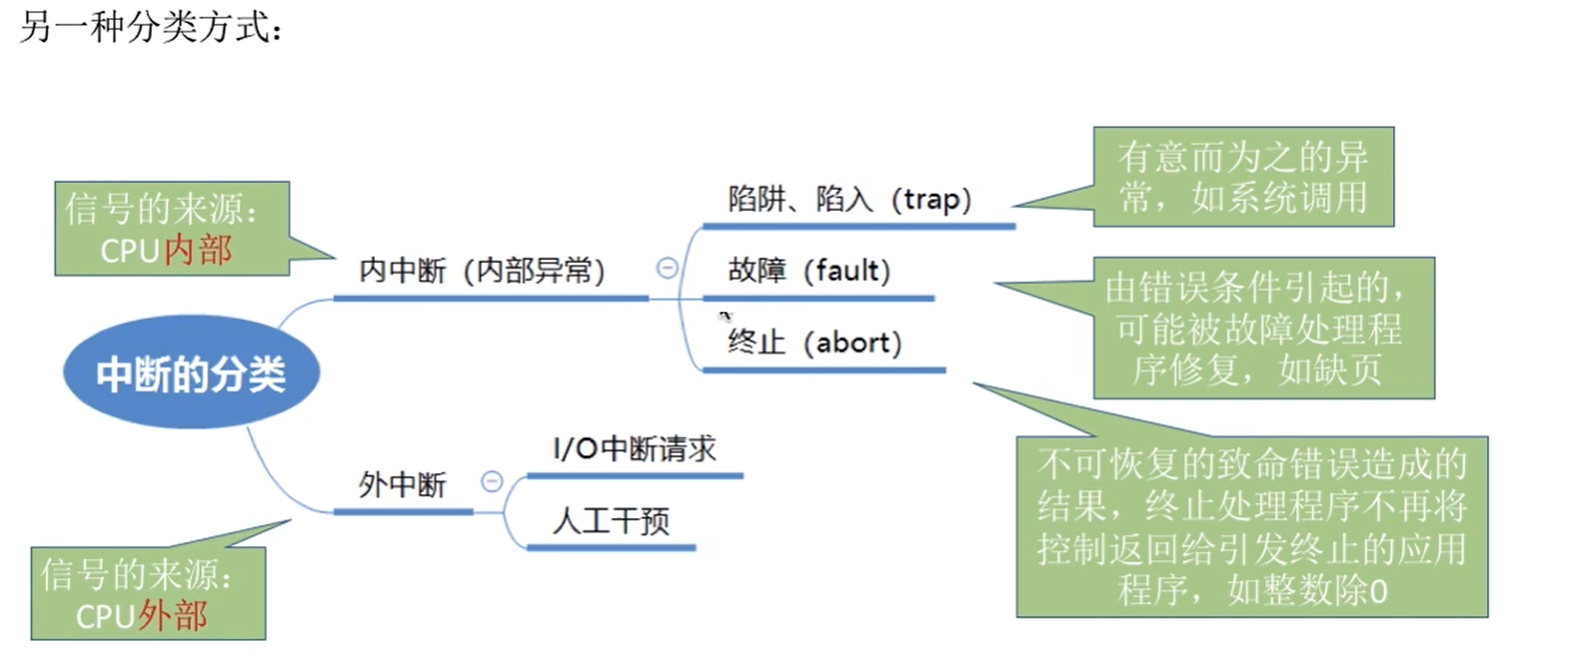 另一种分类方式：
有意而为之的异
常，如系统调用
陷阱、陷入（trap）
信号的来源：
CPU内部
内中断（内部异常）
故障（fault）
由错误条件引起的，
可能被故障处理程
序修复，如缺页
终止（abort）
中断的分类
I/O中断请求
外中断
人工干预
不可恢复的致命错误造成的
结果，终止处理程序不再将
控制返回给引发终止的应用
程序，如整数除0
信号的来源：
CPU外部